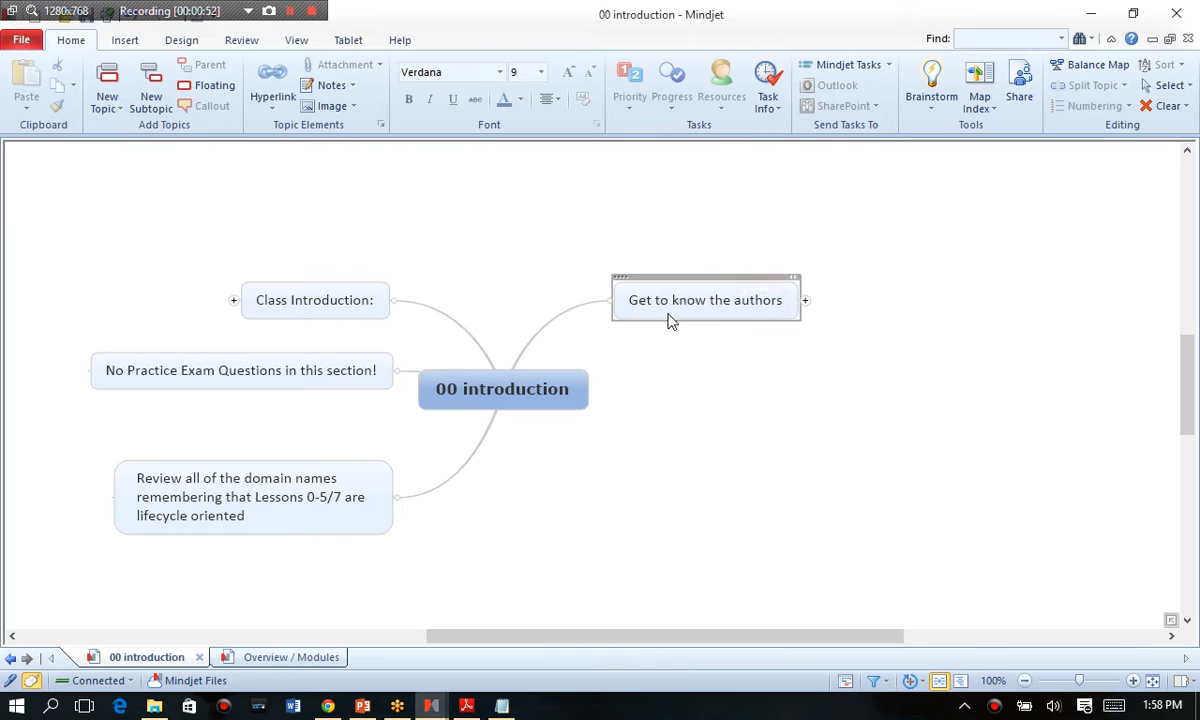 1280x768
Recording [00:00:52]
00 introduction - Mindjet
File
Home
Insert
Design
Review
View
Tablet
Help
Find:
Paste
Clipboard
New Topic
New Subtopic
Parent
Floating
Callout
Add Topics
Hyperlink
Attachment
Notes
Image
Topic Elements
Verdana
9
B I U abc A
Font
Priority
Progress
Resources
Task Info
Tasks
Mindjet Tasks
Outlook
SharePoint
Send Tasks To
Brainstorm
Map Index
Share
Tools
Balance Map
Split Topic
Numbering
Sort
Select
Clear
Editing
Class Introduction:
Get to know the authors
No Practice Exam Questions in this section!
00 introduction
Review all of the domain names
remembering that Lessons 0-5/7 are
lifecycle oriented
00 introduction
Overview / Modules
Connected
Mindjet Files
100%
1:58 PM